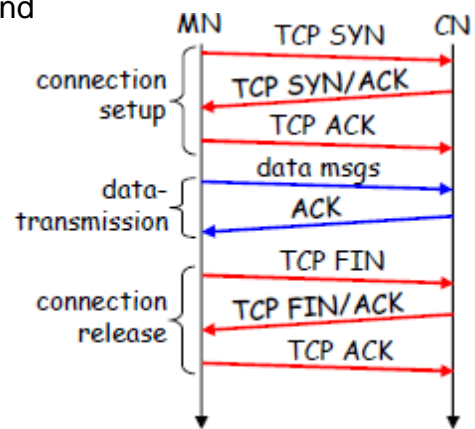 nd
MN
CN
TCP SYN
connection
setup
TCP SYN/ACK
TCP ACK
data-
transmission
data msgs
ACK
TCP FIN
connection
release
TCP FIN/ACK
TCP ACK